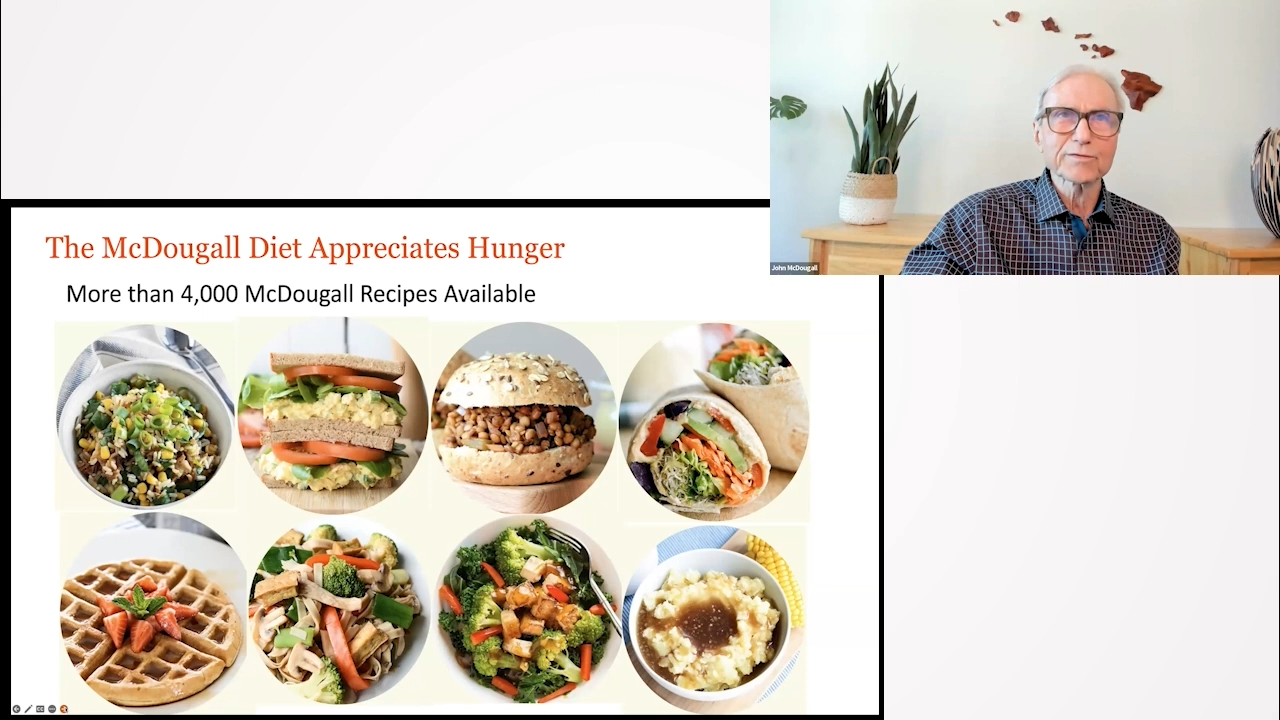 The McDougall Diet Appreciates Hunger
More than 4,000 McDougall Recipes Available
John McDougall